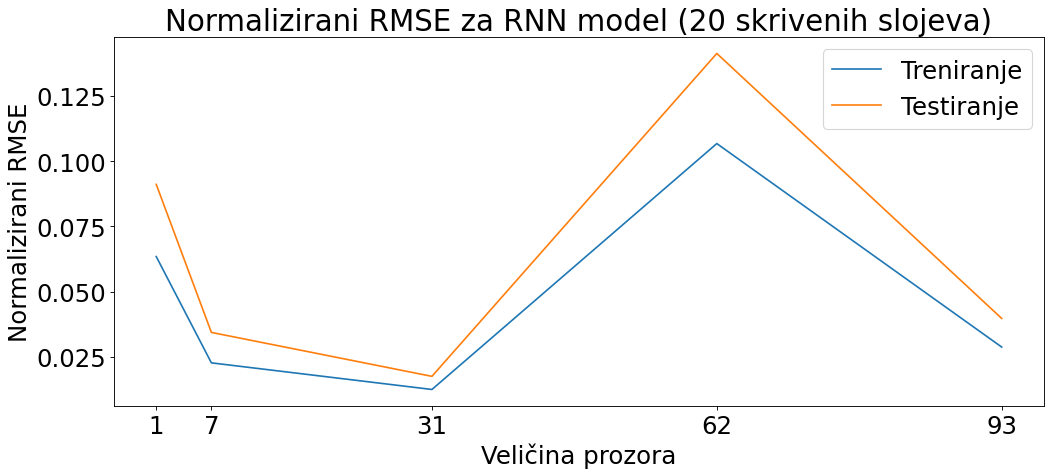 Normalizirani RMSE za RNN model (20 skrivenih slojeva)
Treniranje
Testiranje
Normalizirani RMSE
0.125
0.100
0.075
0.050
0.025
1 7 31 62 93
Veličina prozora